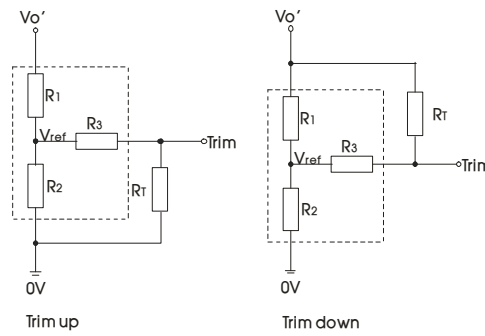 Vo'
R1
Vref
R3
Trim
R2
RT
0V
Trim up
Vo'
R1
RT
Vref
R3
Trim
R2
0V
Trim down